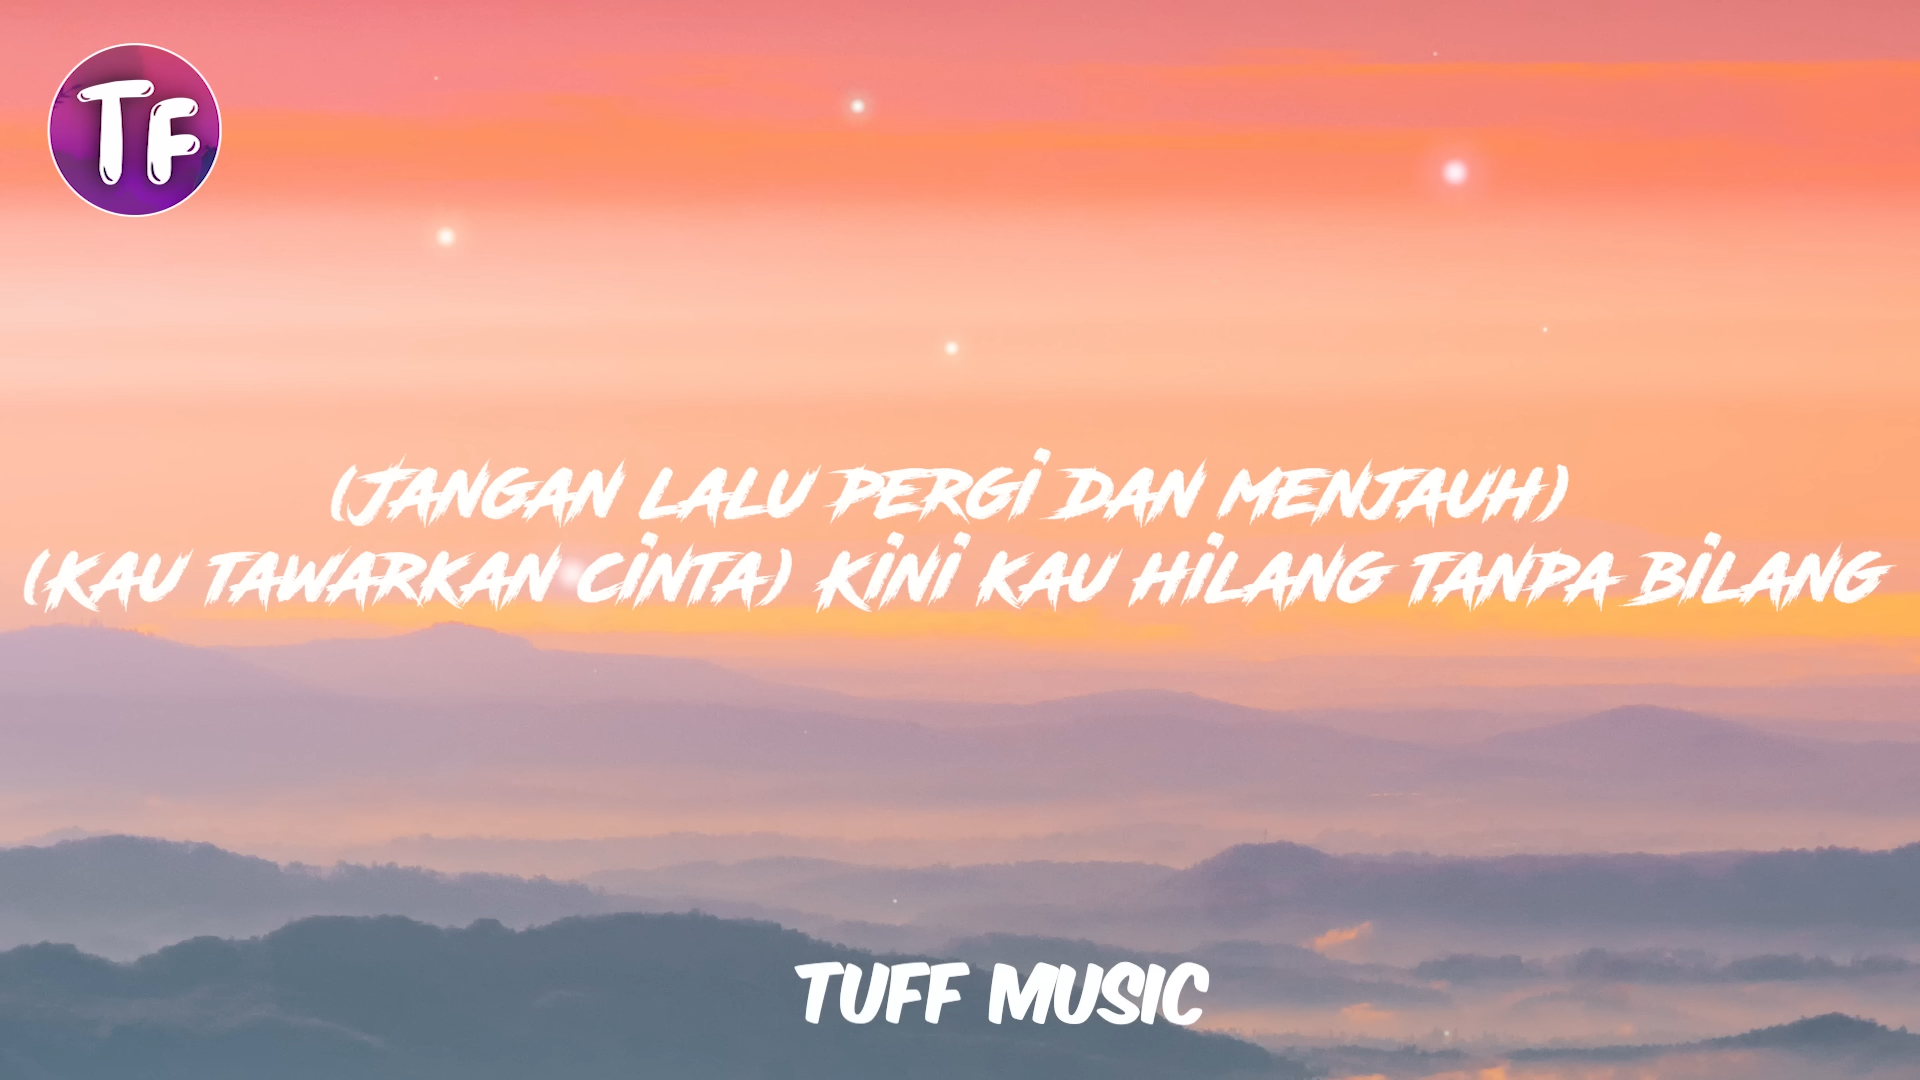 TF
(JANGAN LALU PERGI DAN MENJAUH)
(KAU TAWARKAN CINTA) KINI KAU HILANG TANPA BILANG
TUFF MUSIC